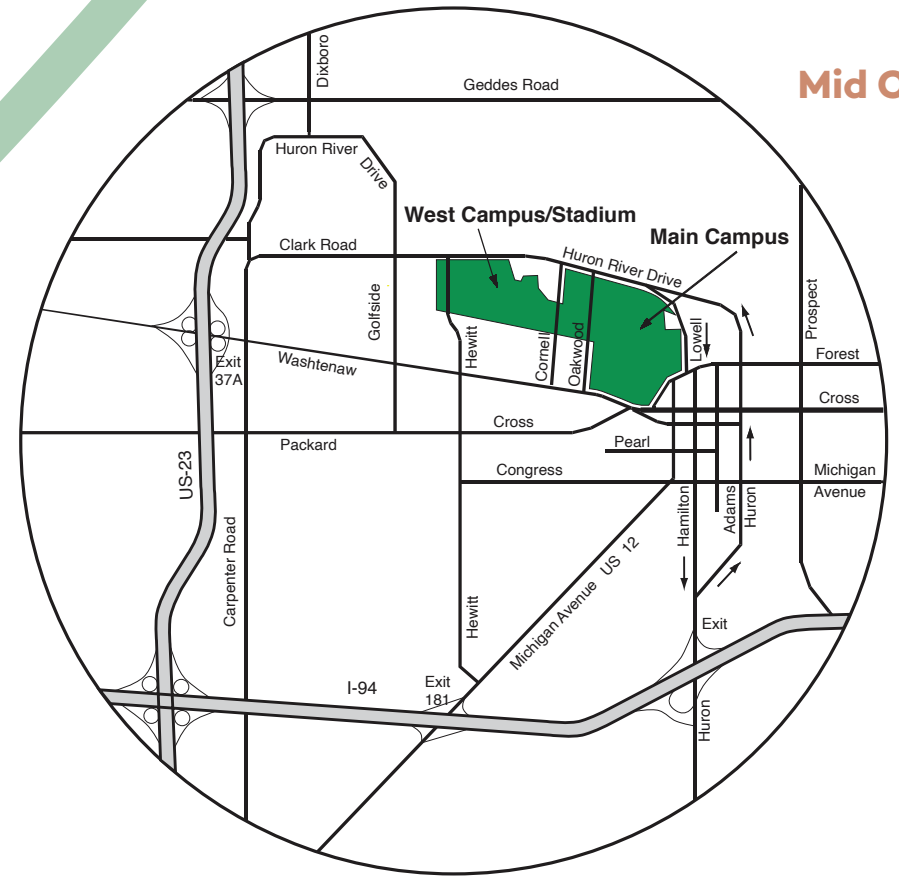 Dixboro
Geddes Road
Mid C
Huron River
Drive
West Campus/Stadium
Main Campus
Clark Road
Huron River Drive
Prospect
Golfside
Hewitt
Cornell
Oakwood
Lowell
Exit
37A
Washtenaw
Forest
Cross
Cross
Packard
Pearl
US-23
Congress
Michigan
Avenue
Hamilton
Adams
Huron
Carpenter Road
Michigan Avenue US 12
Hewitt
Exit
I-94
Exit
181
Huron